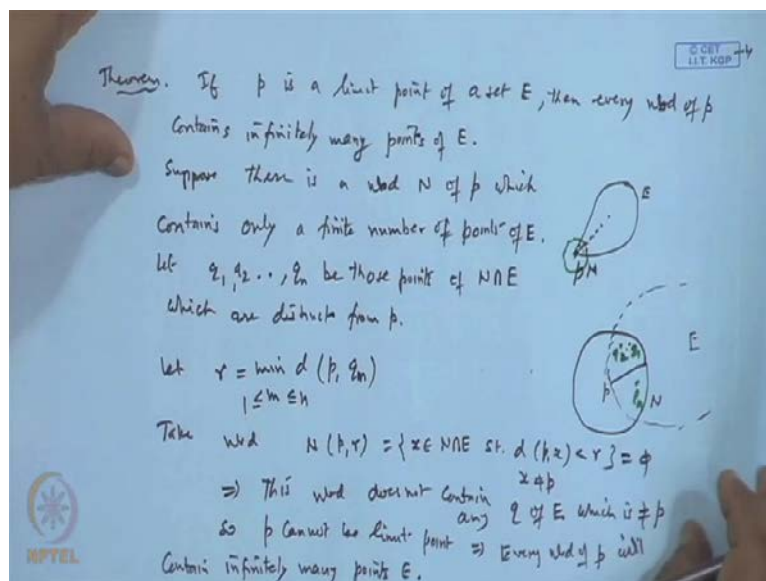 © CET
I.I.T. KGP
Theorem. If p is a limit point of a set E, then every nbd of p
Contains infinitely many points of E.
Suppose there is a nbd N of p which
Contains only a finite number of points of E.
Let q1, q2 .., qn be those points of N∩E
which are distinct from p.
Let r = min d (p, qm)
1≤m≤n
Take nbd N(p,r) = {x∈ N∩E st. d(p,x) < r} = φ
x≠p
⇒ This nbd does not contain any q of E which is ≠ p
So p cannot be limit point ⇒ Every nbd of p will
Contain infinitely many points E.
E
p N
E
p
N
NPTEL